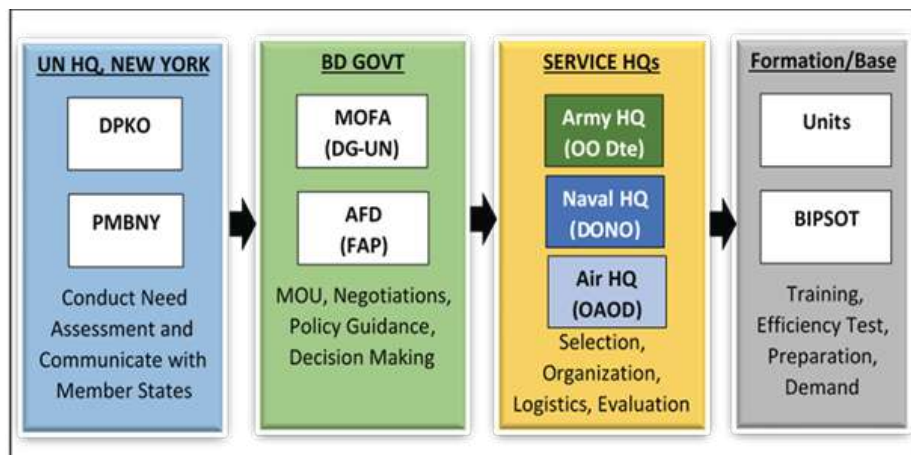 UN HQ, NEW YORK
DPKO
PMBNY
Conduct Need
Assessment and
Communicate with
Member States
BD GOVT
MOFA
(DG-UN)
AFD
(FAP)
MOU, Negotiations,
Policy Guidance,
Decision Making
SERVICE HQs
Army HQ
(OO Dte)
Naval HQ
(DONO)
Air HQ
(OAOD)
Selection,
Organization,
Logistics, Evaluation
Formation/Base
Units
BIPSOT
Training,
Efficiency Test,
Preparation,
Demand